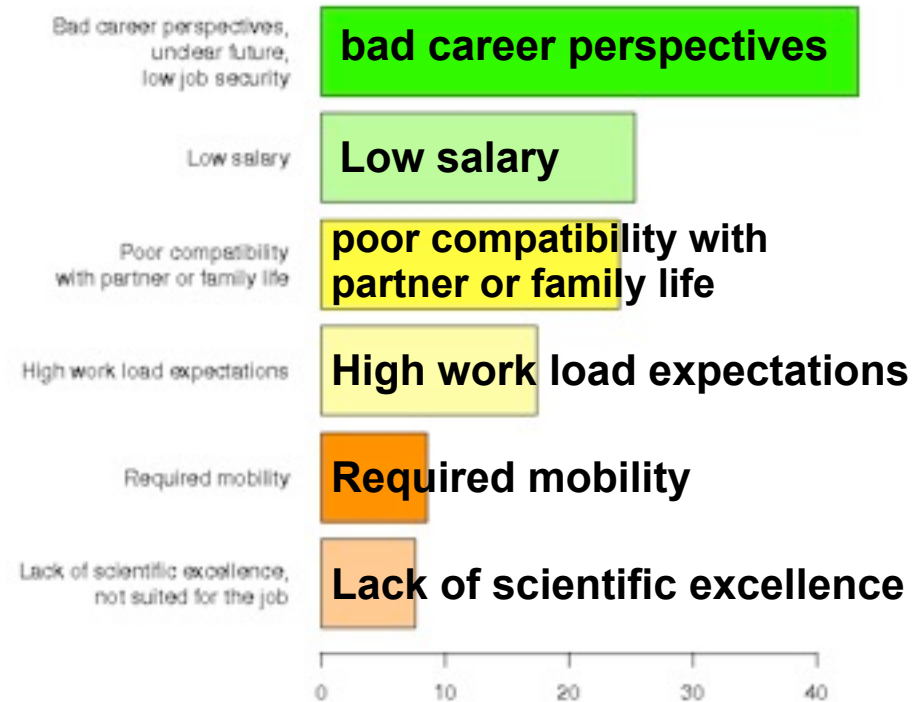 Bad career perspectives,
unclear future,
low job security
bad career perspectives
Low salary
Low salary
Poor compatibility
with partner or family life
poor compatibility with
partner or family life
High work load expectations
High work load expectations
Required mobility
Required mobility
Lack of scientific excellence,
not suited for the job
Lack of scientific excellence
0 10 20 30 40